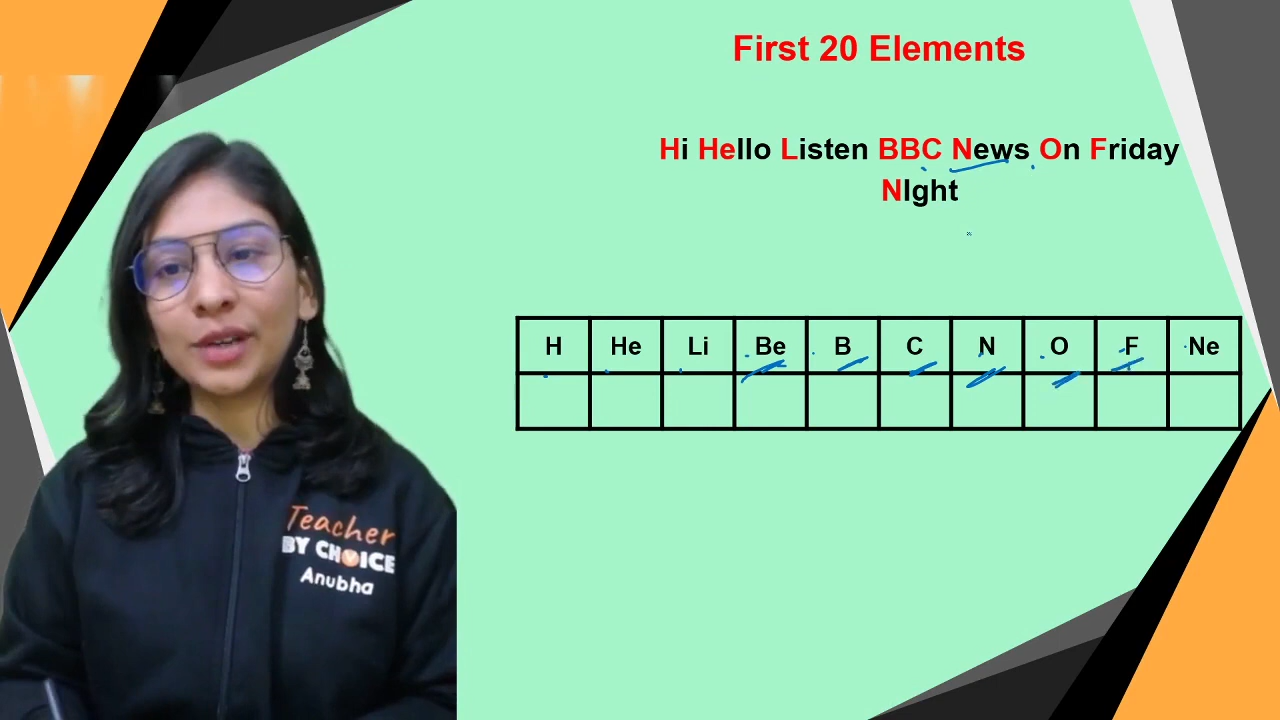 First 20 Elements
Hi Hello Listen BBC News On Friday
NIght
H He Li Be B C N O F Ne
Teacher
BY CHOICE
Anubha